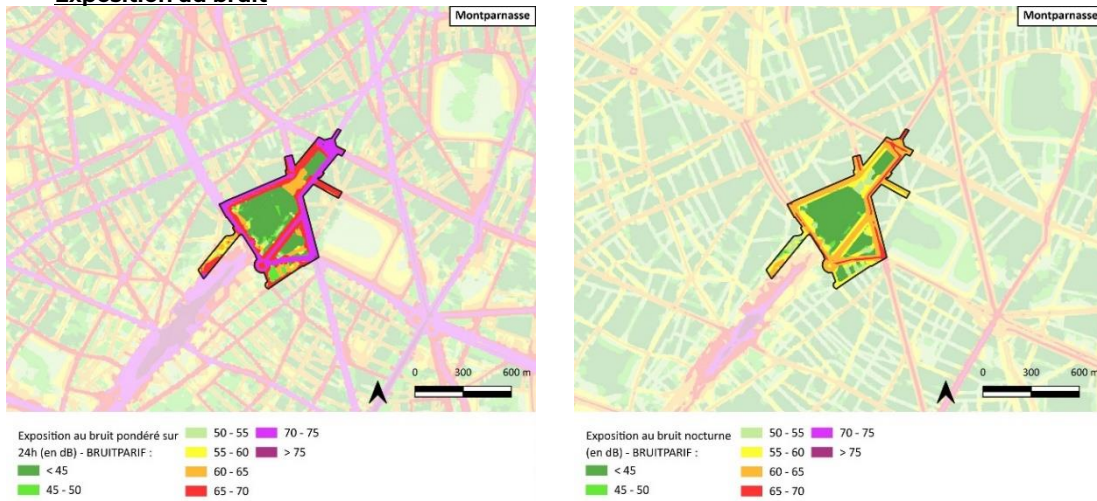 Exposition au bruit
Montparnasse
0 300 600 m
Exposition au bruit pondéré sur
24h (en dB) - BRUITPARIF :
< 45
45 - 50
50 - 55
55 - 60
60 - 65
65 - 70
70 - 75
> 75
Montparnasse
0 300 600 m
Exposition au bruit nocturne
(en dB) - BRUITPARIF :
< 45
45 - 50
50 - 55
55 - 60
60 - 65
65 - 70
70 - 75
> 75